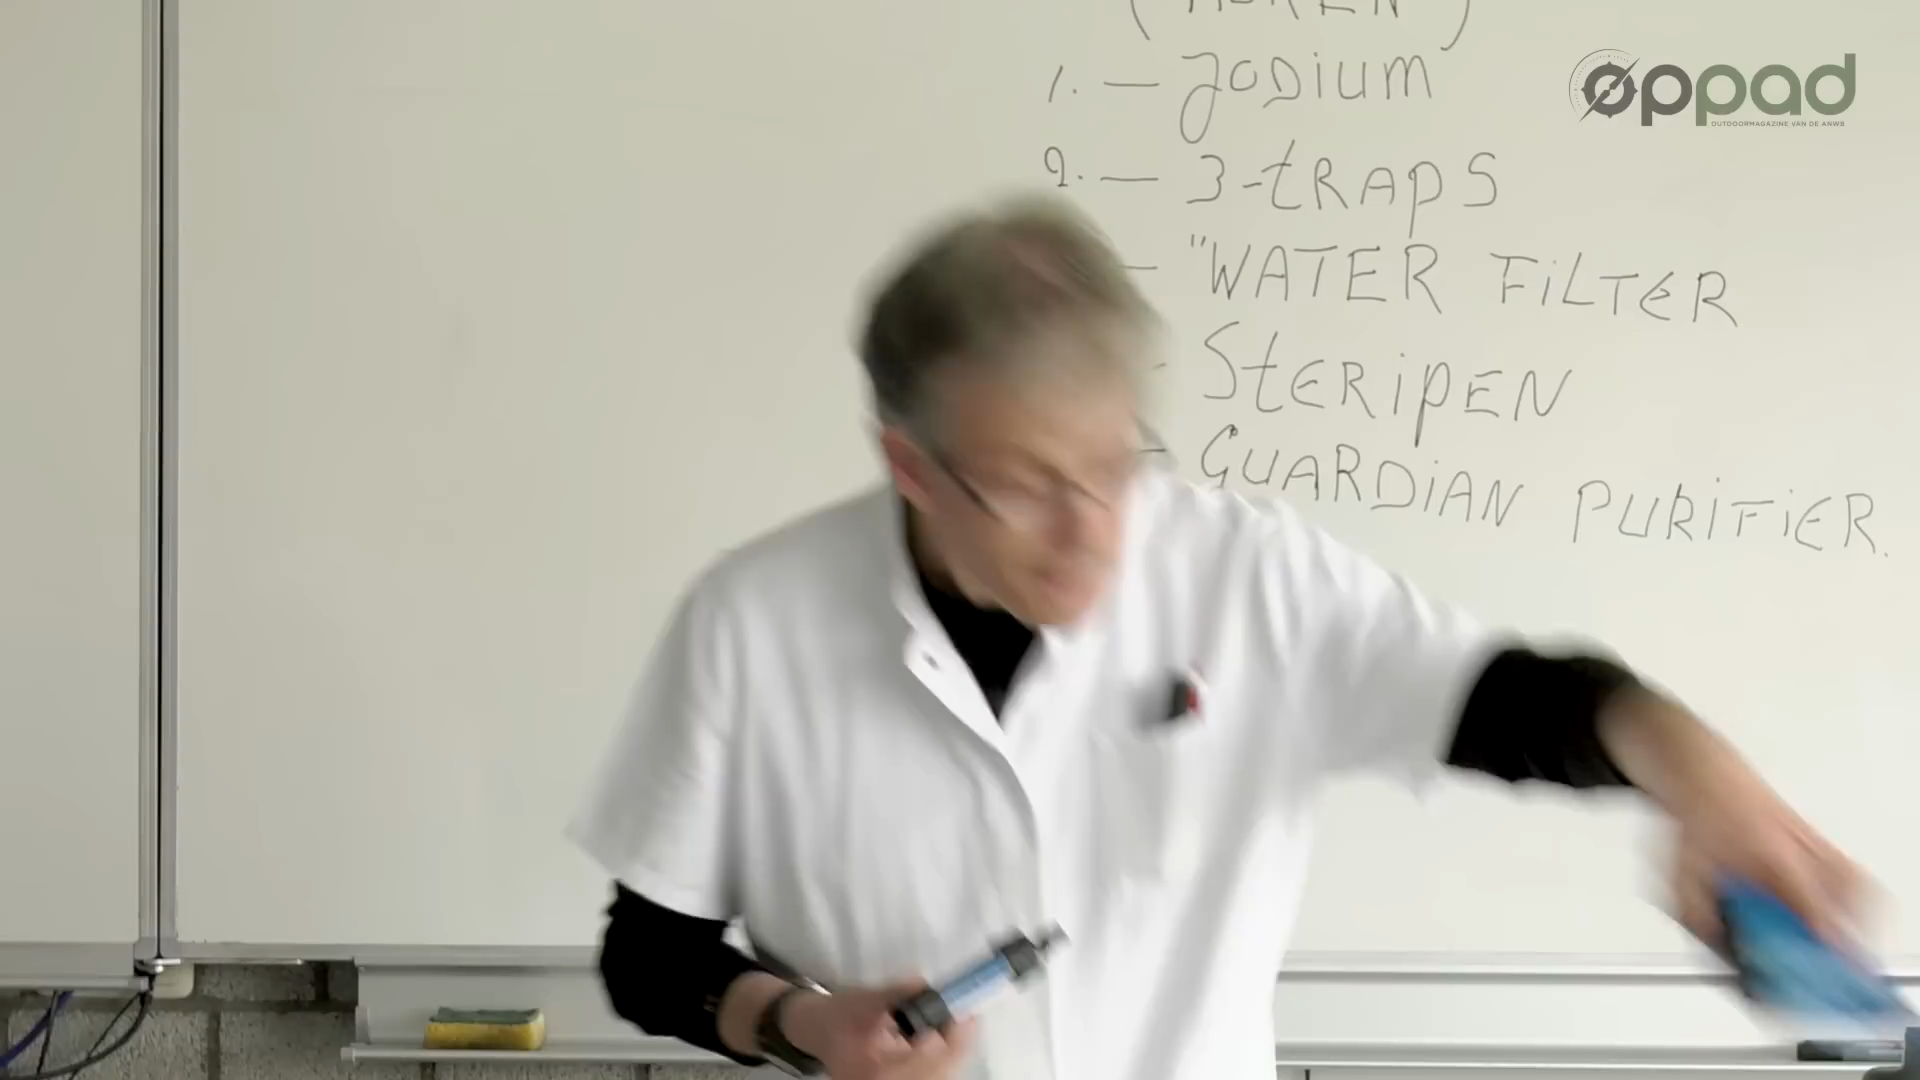 1. — JODIUM
2. — 3-TRAPS
— "WATER FILTER
- STERIPEN
- GUARDIAN PURIFIER.
øppad
OUTDOORMAGAZINE VAN DE ANWB